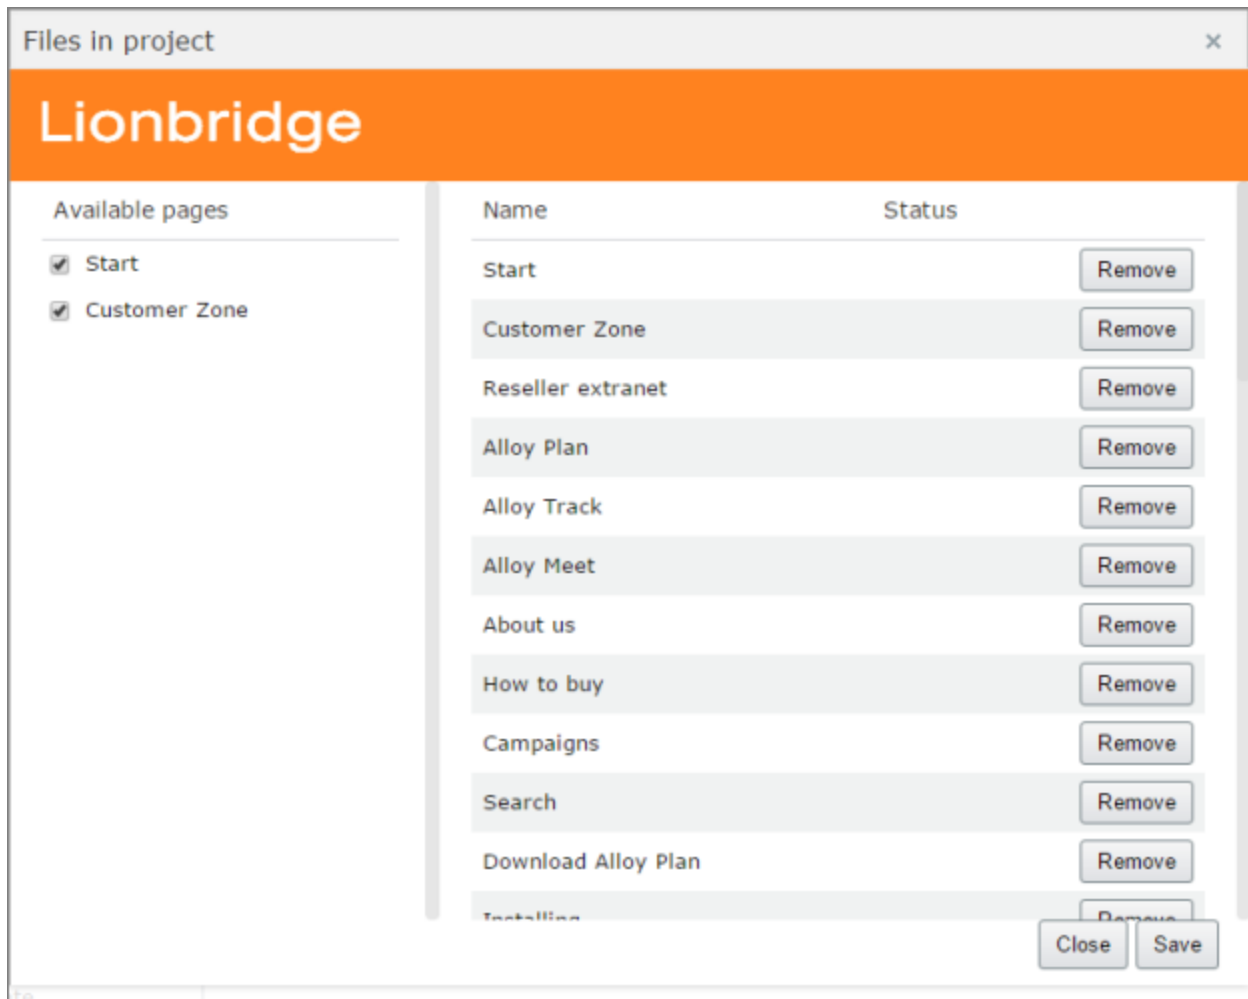 Files in project ×
Lionbridge
Available pages
Start
Customer Zone
Name Status
Start Remove
Customer Zone Remove
Reseller extranet Remove
Alloy Plan Remove
Alloy Track Remove
Alloy Meet Remove
About us Remove
How to buy Remove
Campaigns Remove
Search Remove
Download Alloy Plan Remove
Installing Remove
Close Save